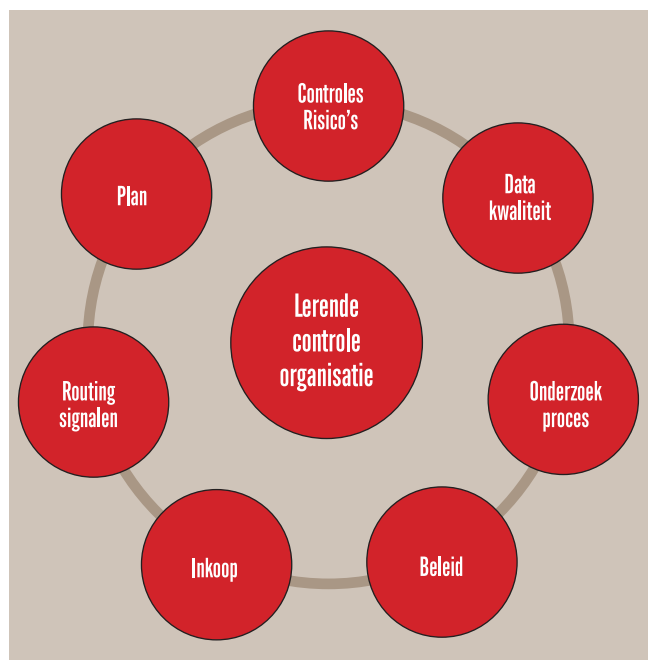 Controles
Risico's
Data
kwaliteit
Plan
Lerende
controle
organisatie
Onderzoek
proces
Routing
signalen
Beleid
Inkoop